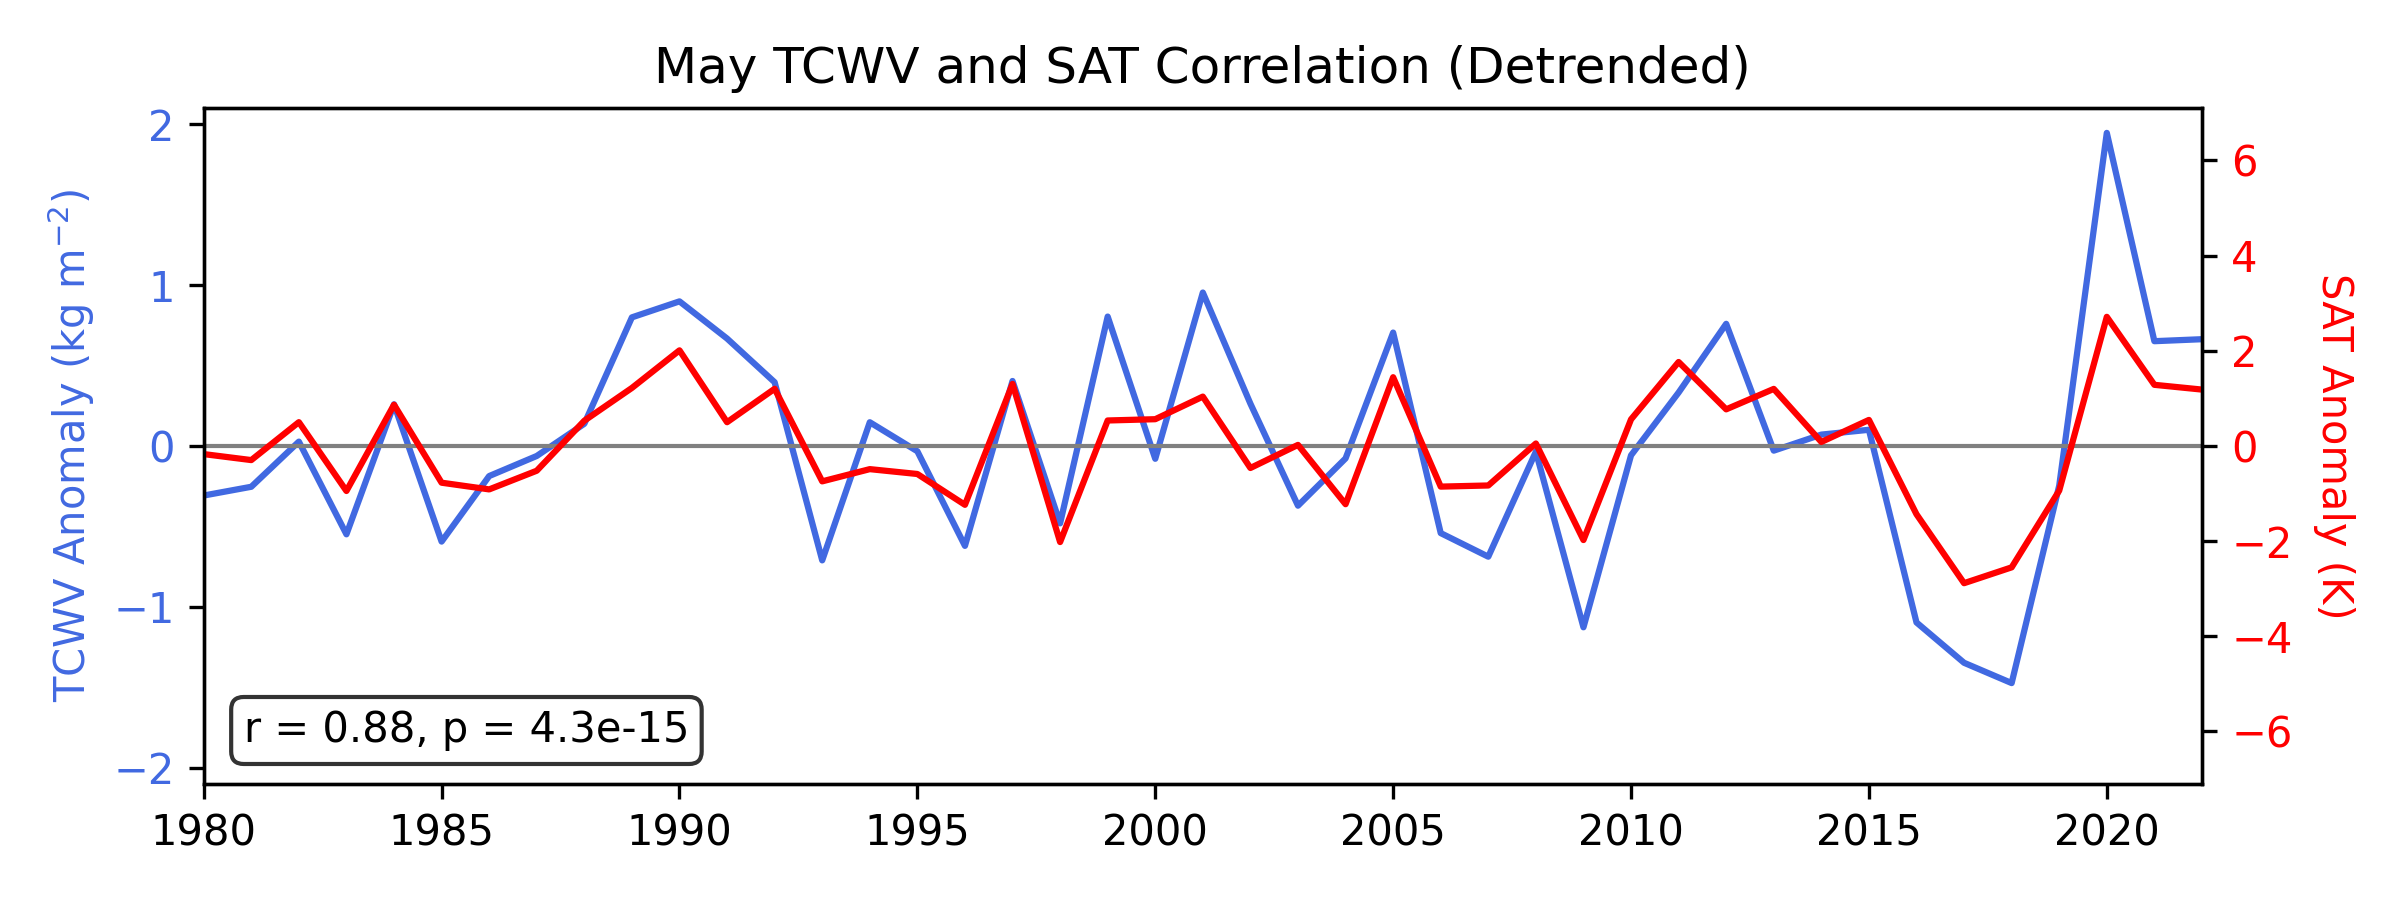 May TCWV and SAT Correlation (Detrended)
TCWV Anomaly (kg m⁻²)
2
1
0
−1
−2
6
4
2
0
−2
−4
−6
SAT Anomaly (K)
r = 0.88, p = 4.3e-15
1980 1985 1990 1995 2000 2005 2010 2015 2020